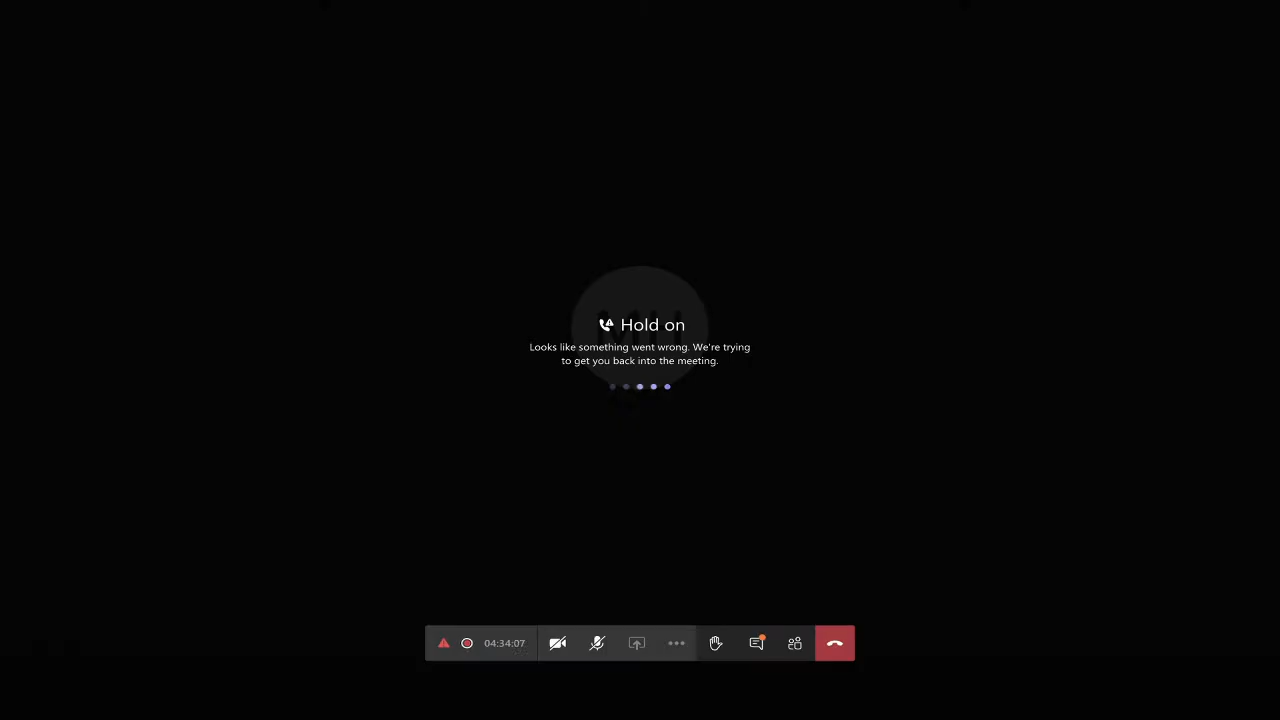 Hold on
Looks like something went wrong. We're trying
to get you back into the meeting.
04:34:07